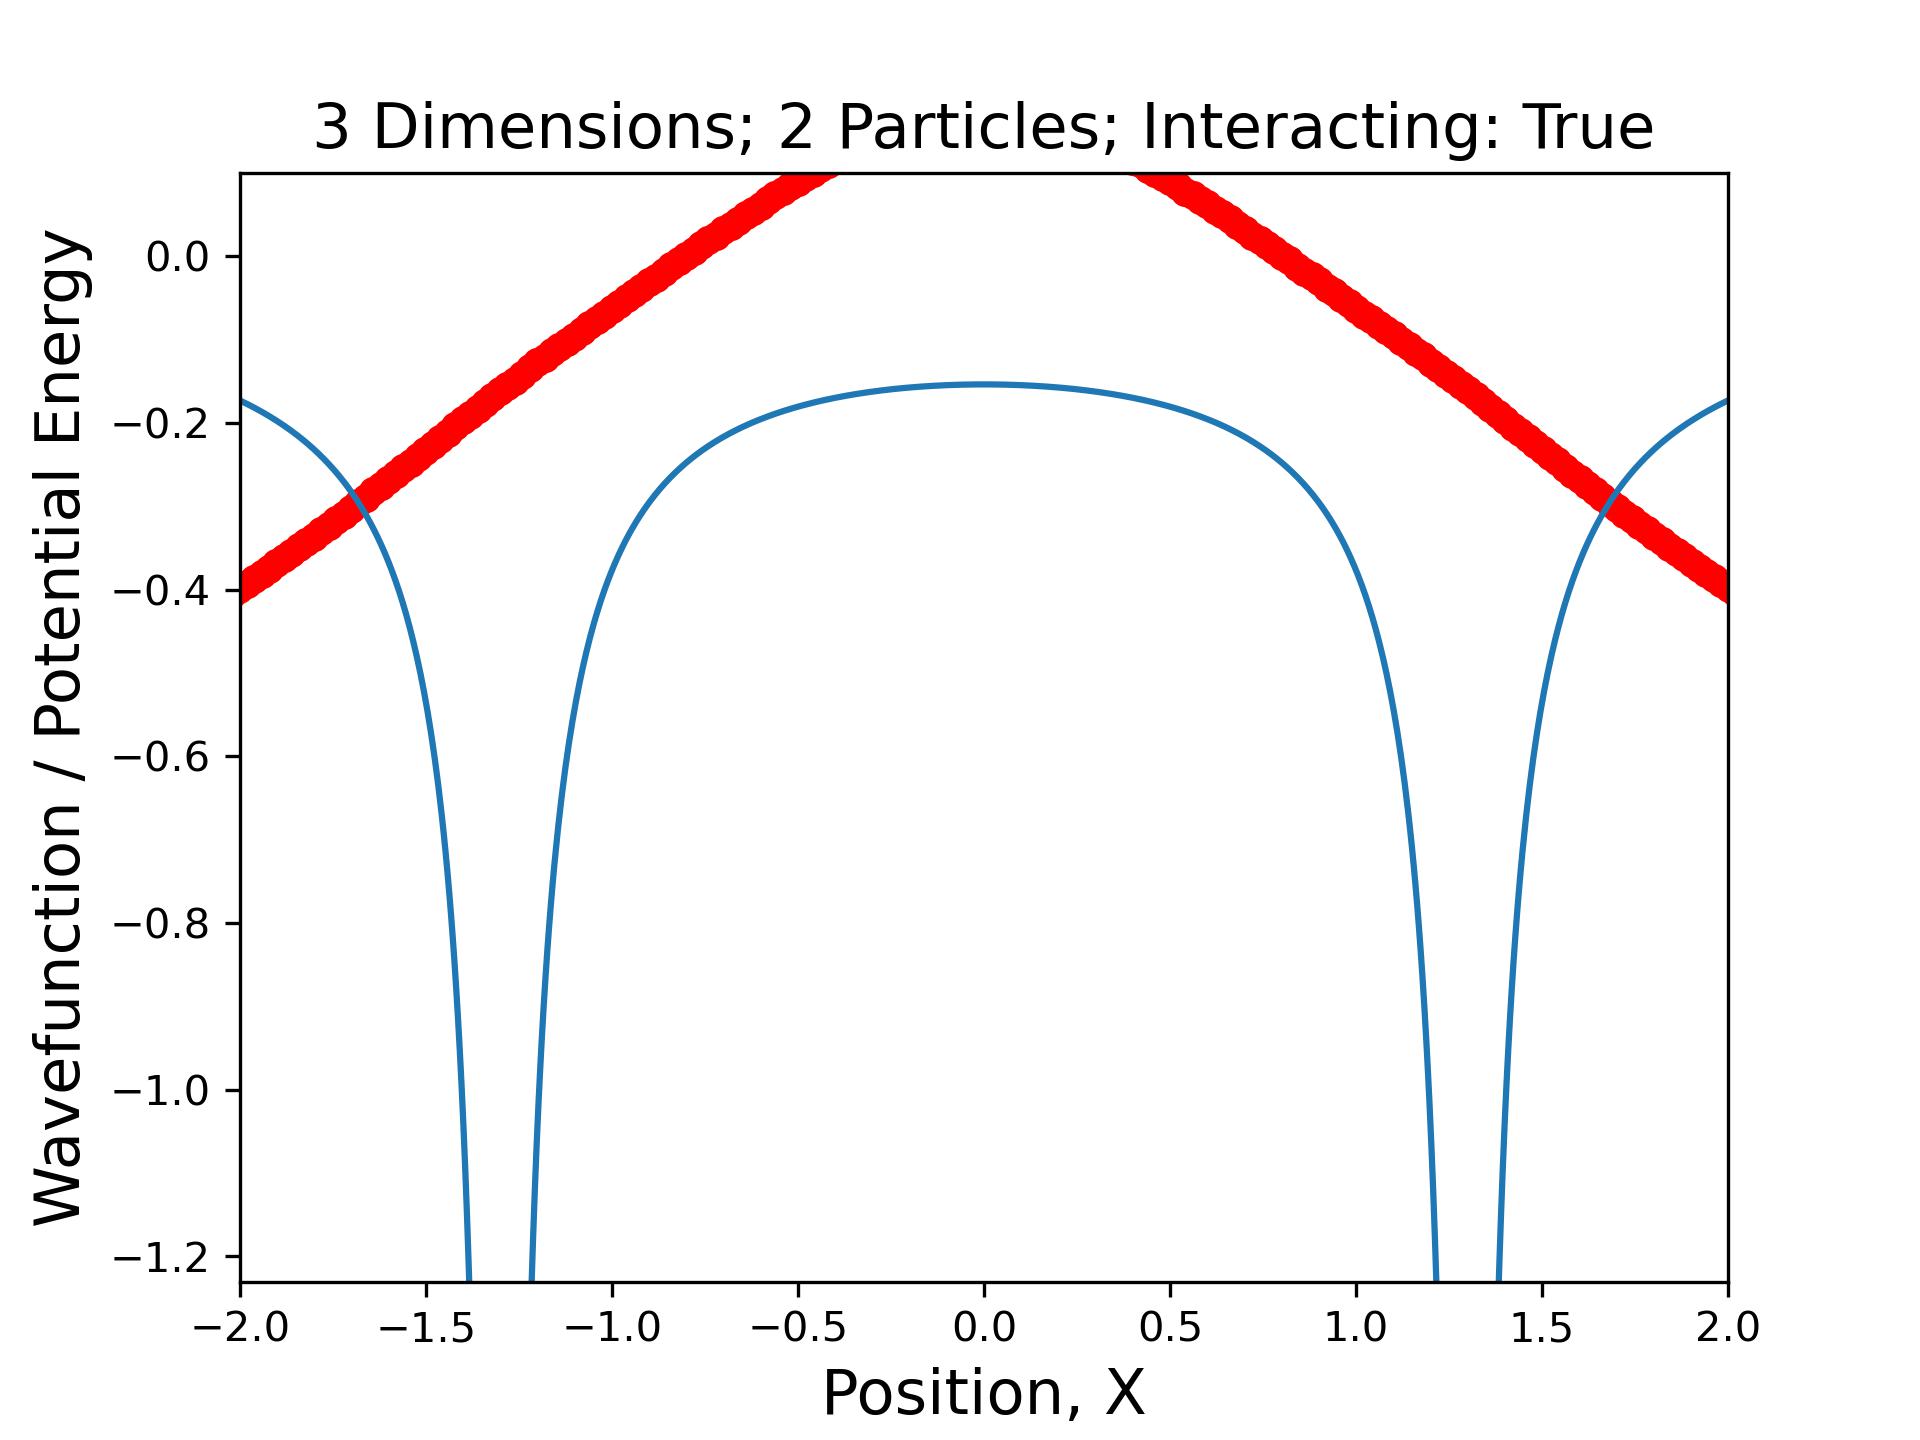 3 Dimensions; 2 Particles; Interacting: True
Wavefunction / Potential Energy
0.0
−0.2
−0.4
−0.6
−0.8
−1.0
−1.2
−2.0 −1.5 −1.0 −0.5 0.0 0.5 1.0 1.5 2.0
Position, X